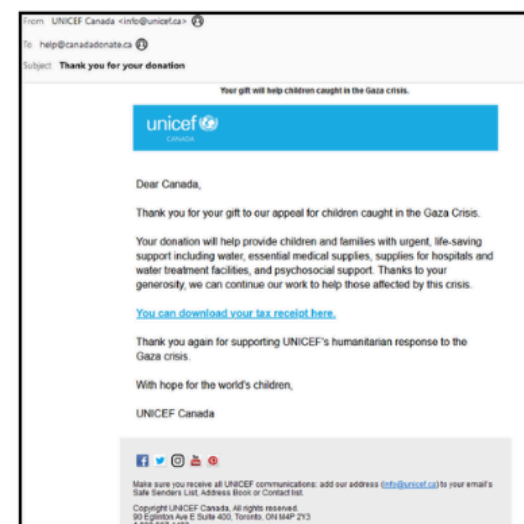 From UNICEF Canada <info@unicef.ca>
To help@canadadonate.ca
Subject Thank you for your donation
Your gift will help children caught in the Gaza crisis.
unicef
CANADA
Dear Canada,
Thank you for your gift to our appeal for children caught in the Gaza Crisis.
Your donation will help provide children and families with urgent, life-saving
support including water, essential medical supplies, supplies for hospitals and
water treatment facilities, and psychosocial support. Thanks to your
generosity, we can continue our work to help those affected by this crisis.
You can download your tax receipt here.
Thank you again for supporting UNICEF's humanitarian response to the
Gaza crisis.
With hope for the world's children,
UNICEF Canada
Make sure you receive all UNICEF communications: add our address (info@unicef.ca) to your email's
Safe Senders List, Address Book or Contact list.
Copyright UNICEF Canada, All rights reserved.
90 Eglinton Ave E Suite 400, Toronto, ON M4P 2Y3